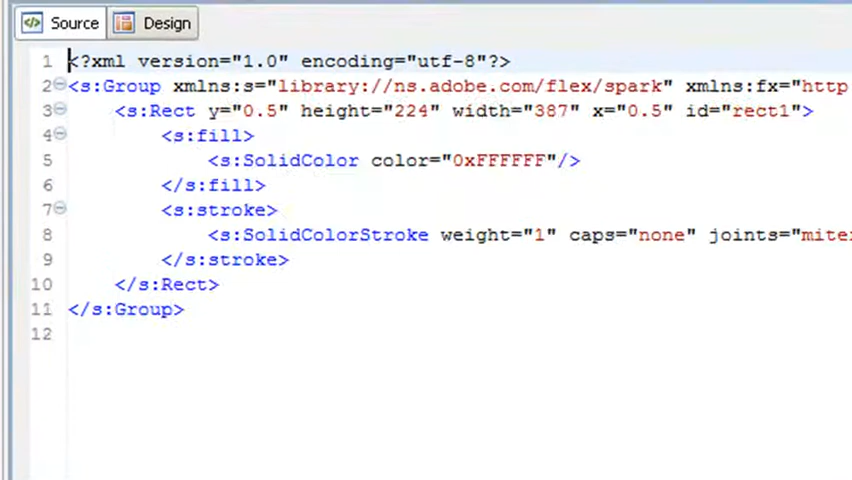 Source Design
1 <?xml version="1.0" encoding="utf-8"?>
2 <s:Group xmlns:s="library://ns.adobe.com/flex/spark" xmlns:fx="http
3 <s:Rect y="0.5" height="224" width="387" x="0.5" id="rect1">
4 <s:fill>
5 <s:SolidColor color="0xFFFFFF"/>
6 </s:fill>
7 <s:stroke>
8 <s:SolidColorStroke weight="1" caps="none" joints="mite
9 </s:stroke>
10 </s:Rect>
11 </s:Group>
12